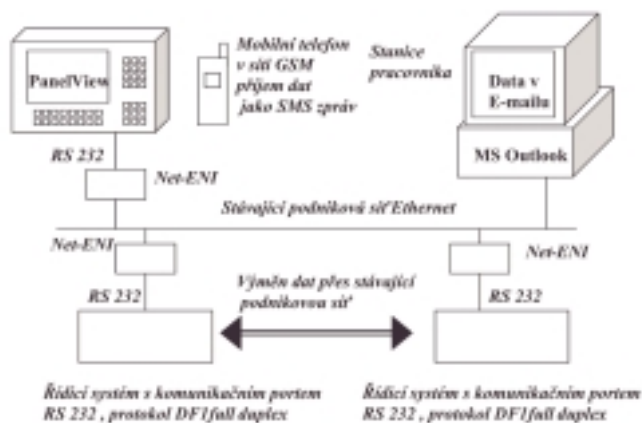 PanelView
Mobilní telefon
v síti GSM
příjem dat
jako SMS zpráv
Stanice
pracovníka
Data v
E-mailu
MS Outlook
RS 232
Net-ENI
Stávající podniková síť Ethernet
Net-ENI
Net-ENI
RS 232
Výměn dat přes stávající
podnikovou síť
RS 232
Řídicí systém s komunikačním portem
RS 232 , protokol DF1full duplex
Řídicí systém s komunikačním portem
RS 232 , protokol DF1full duplex